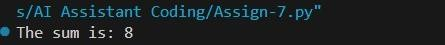 s/AI Assistant Coding/Assign-7.py"
The sum is: 8